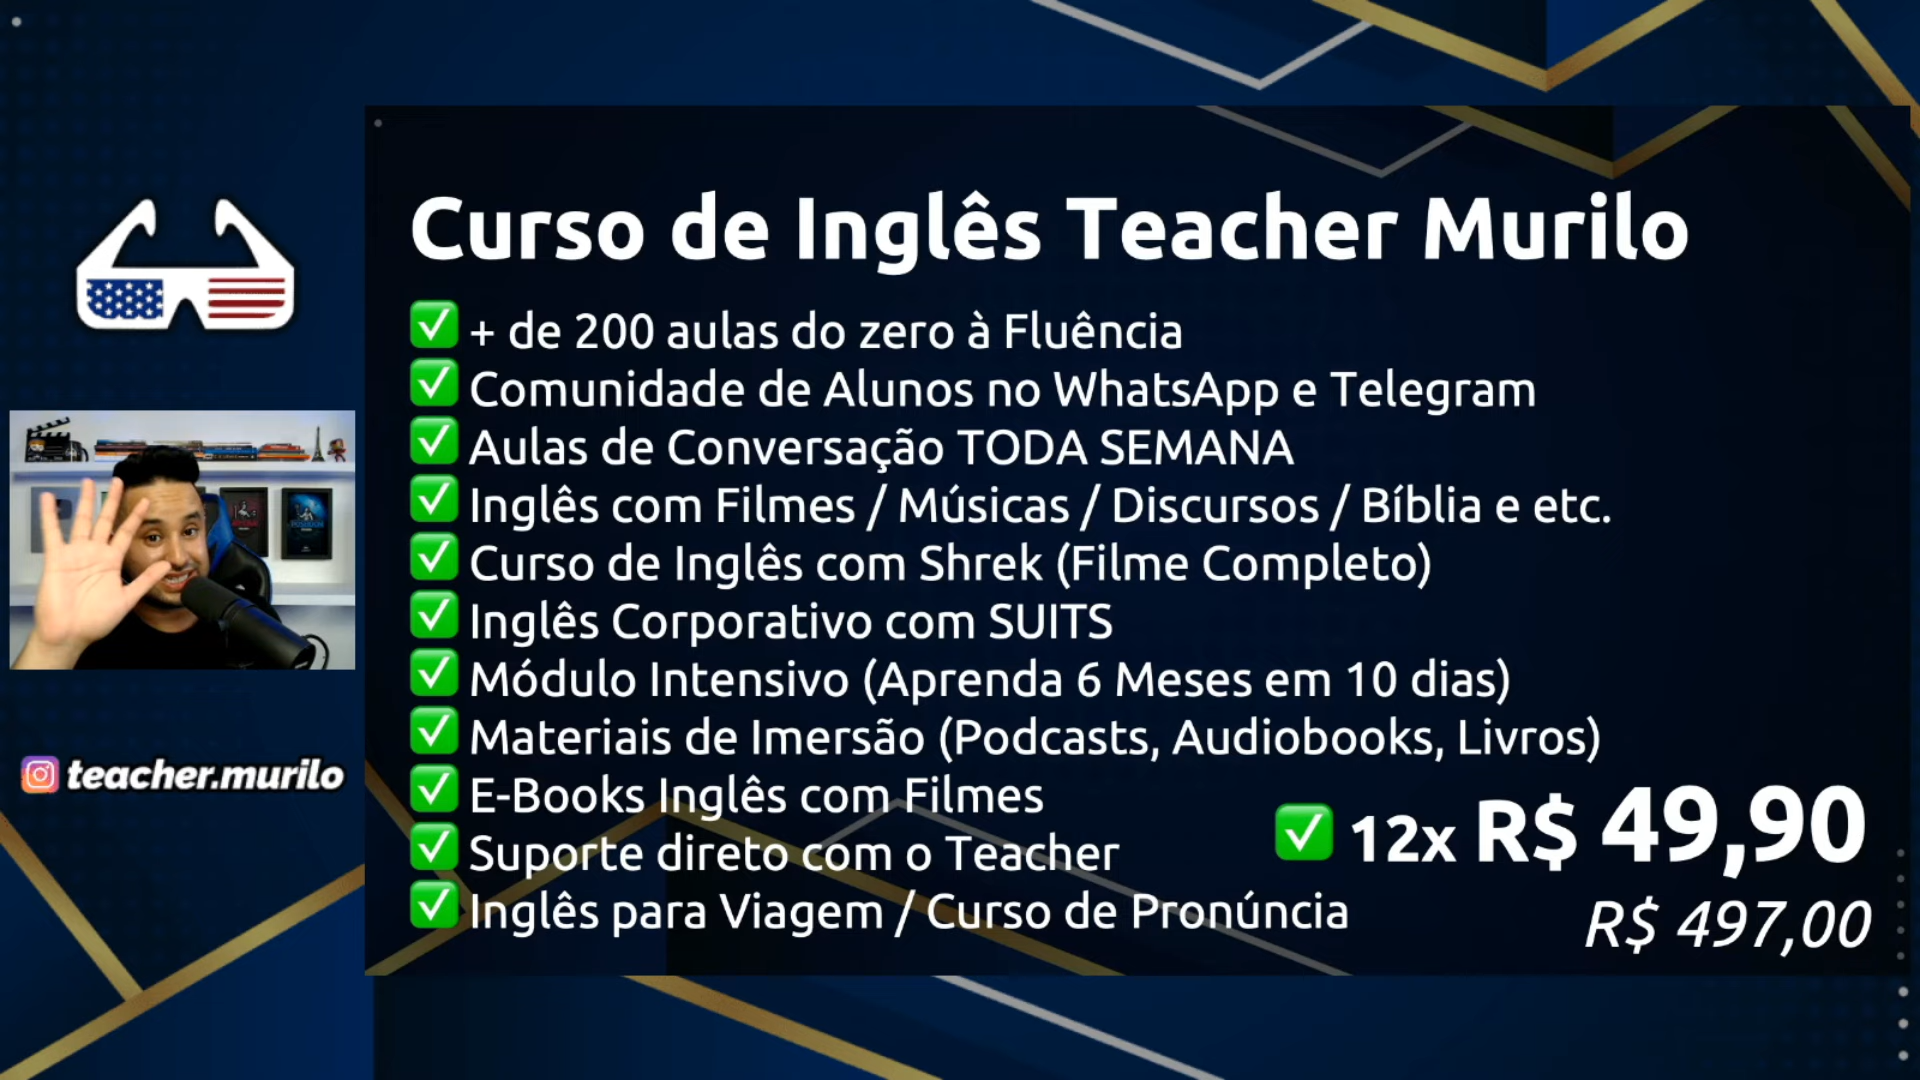 Curso de Inglês Teacher Murilo
✅ + de 200 aulas do zero à Fluência
✅ Comunidade de Alunos no WhatsApp e Telegram
✅ Aulas de Conversação TODA SEMANA
✅ Inglês com Filmes / Músicas / Discursos / Bíblia e etc.
✅ Curso de Inglês com Shrek (Filme Completo)
✅ Inglês Corporativo com SUITS
✅ Módulo Intensivo (Aprenda 6 Meses em 10 dias)
✅ Materiais de Imersão (Podcasts, Audiobooks, Livros)
✅ E-Books Inglês com Filmes
✅ Suporte direto com o Teacher
✅ Inglês para Viagem / Curso de Pronúncia
✅ 12x R$ 49,90
R$ 497,00
teacher.murilo